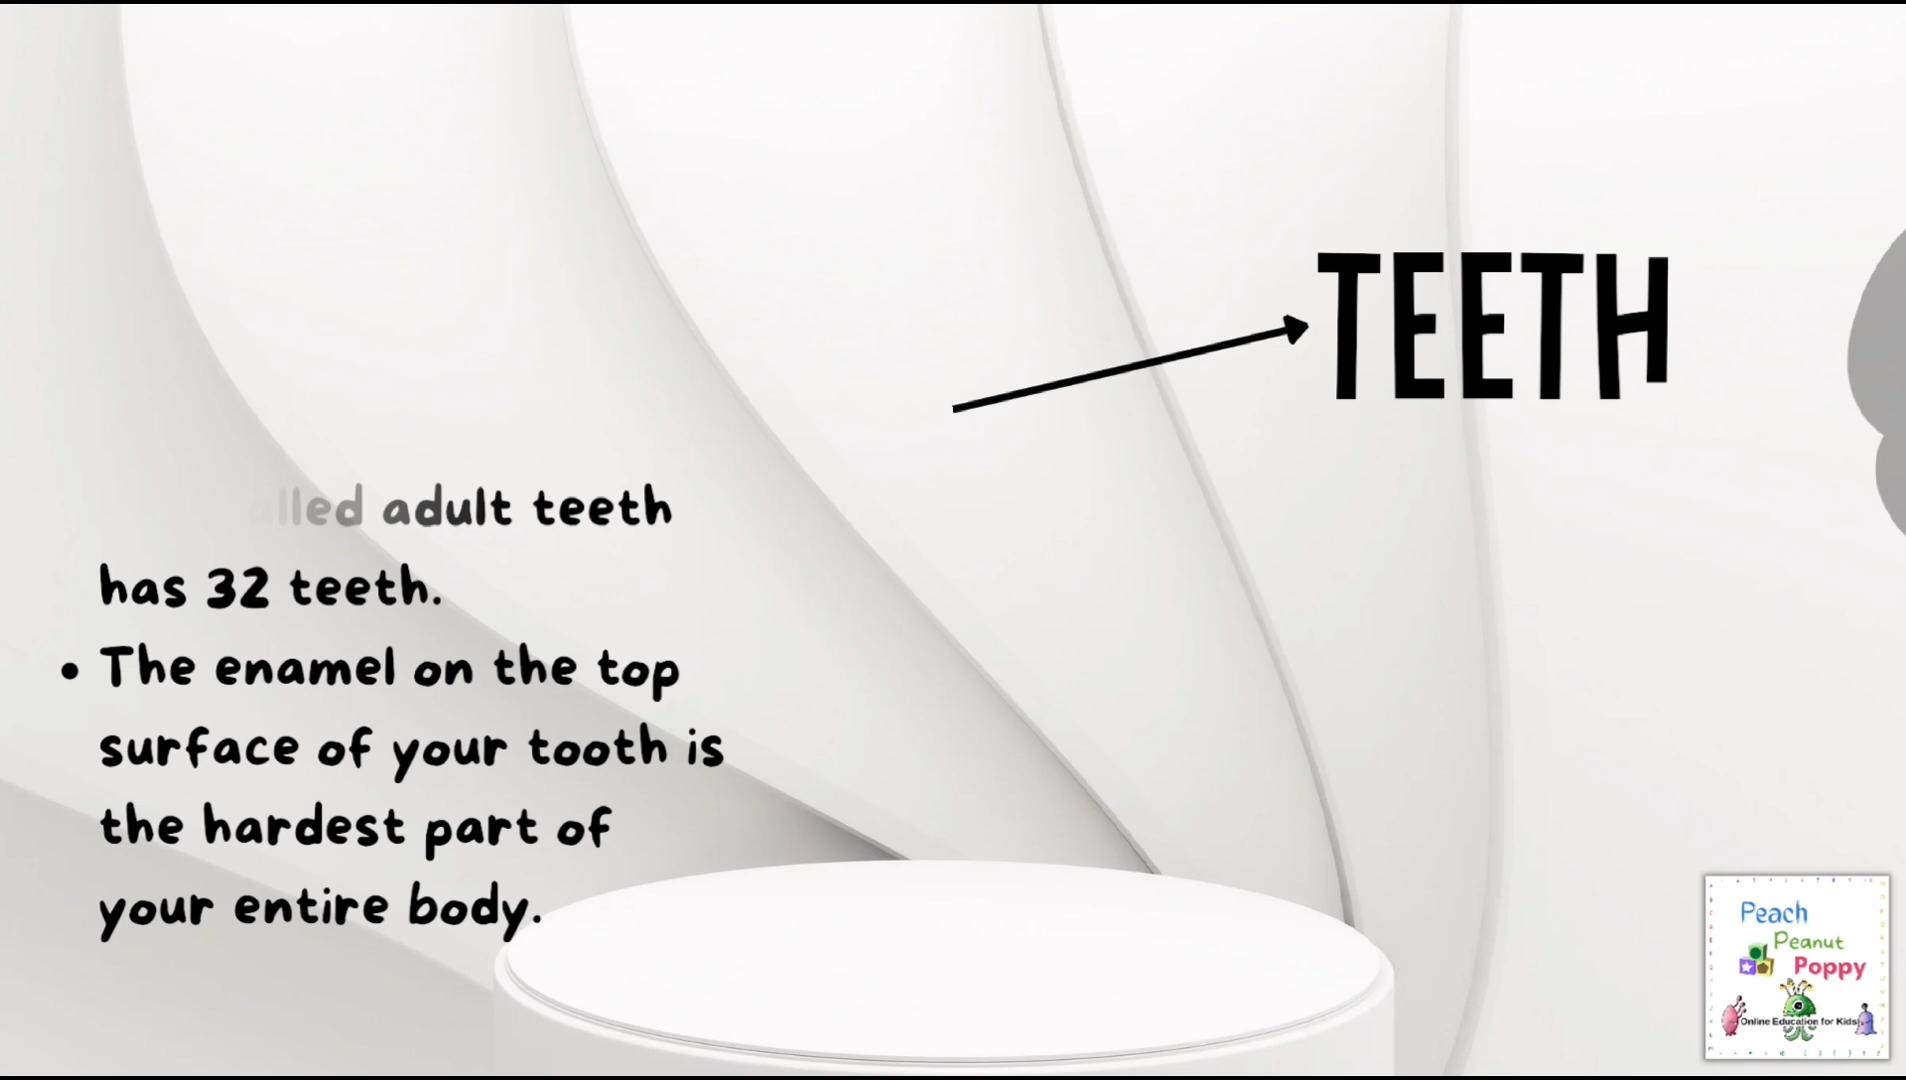 TEETH
adult teeth
has 32 teeth.
• The enamel on the top
surface of your tooth is
the hardest part of
your entire body.
Peach
Peanut
Poppy
Online Education for Kids